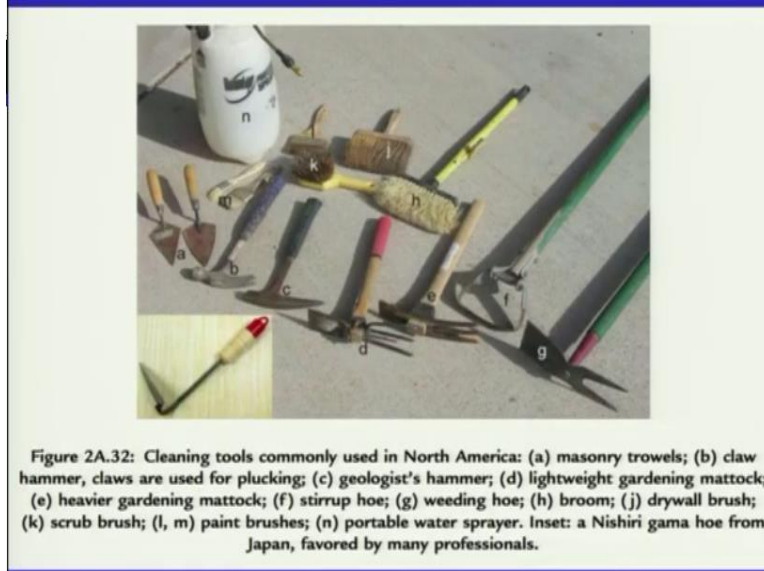 n
j
k
m
h
a
b
c
e
f
d
g
Figure 2A.32: Cleaning tools commonly used in North America: (a) masonry trowels; (b) claw
hammer, claws are used for plucking; (c) geologist's hammer; (d) lightweight gardening mattock;
(e) heavier gardening mattock; (f) stirrup hoe; (g) weeding hoe; (h) broom; (j) drywall brush;
(k) scrub brush; (l, m) paint brushes; (n) portable water sprayer. Inset: a Nishiri gama hoe from
Japan, favored by many professionals.